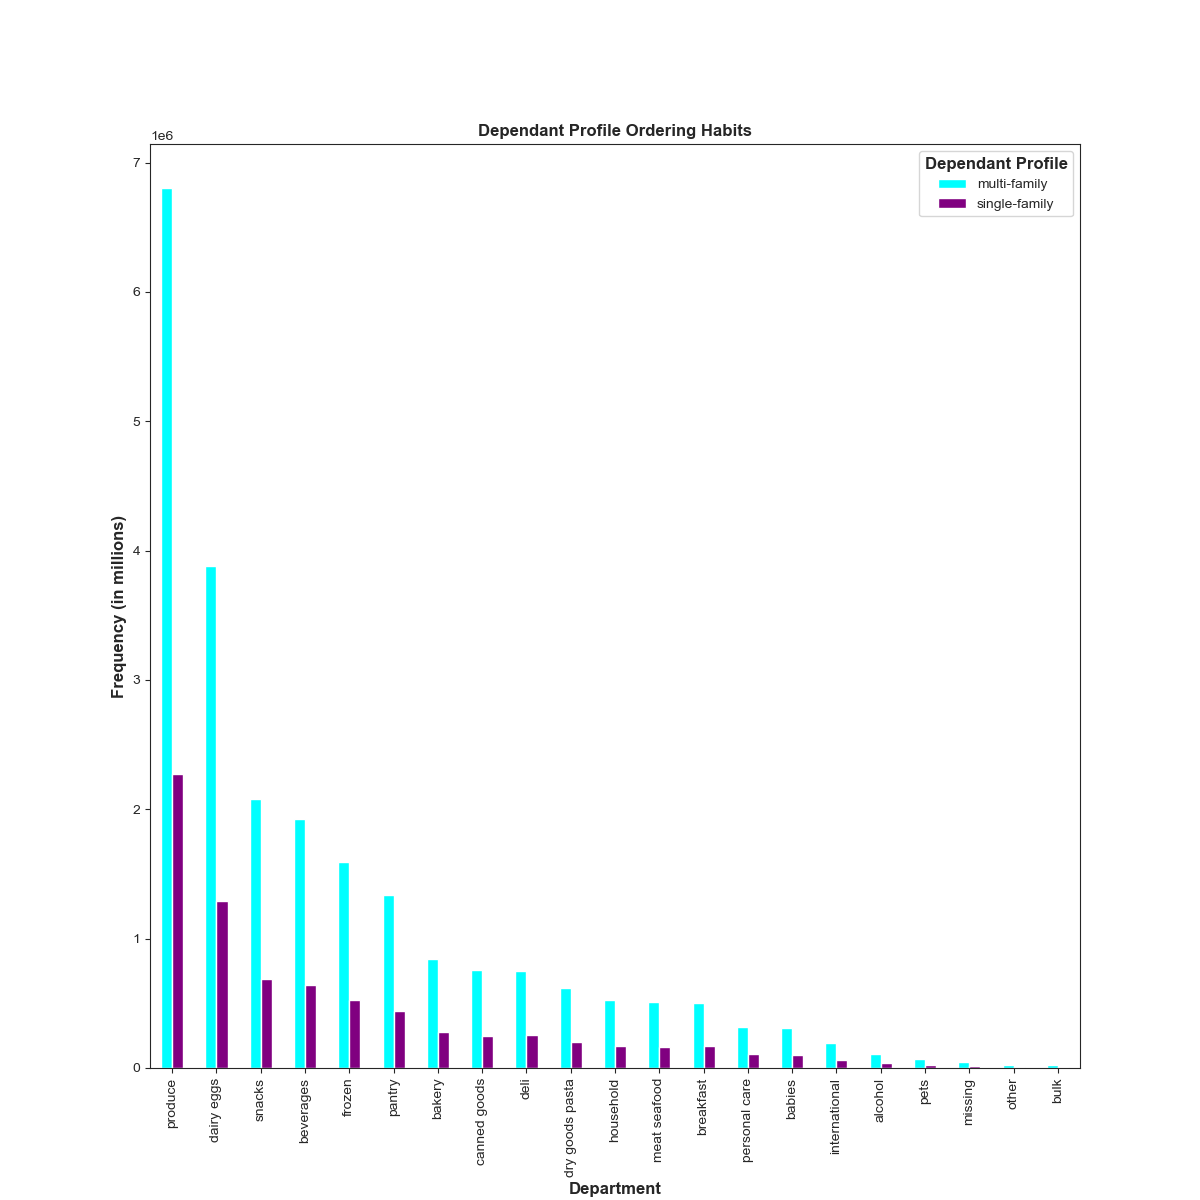 Dependant Profile Ordering Habits
1e6
Dependant Profile
multi-family
single-family
7
6
5
4
3
2
1
0
Frequency (in millions)
produce
dairy eggs
snacks
beverages
frozen
pantry
bakery
canned goods
deli
dry goods pasta
household
meat seafood
breakfast
personal care
babies
international
alcohol
pets
missing
other
bulk
Department